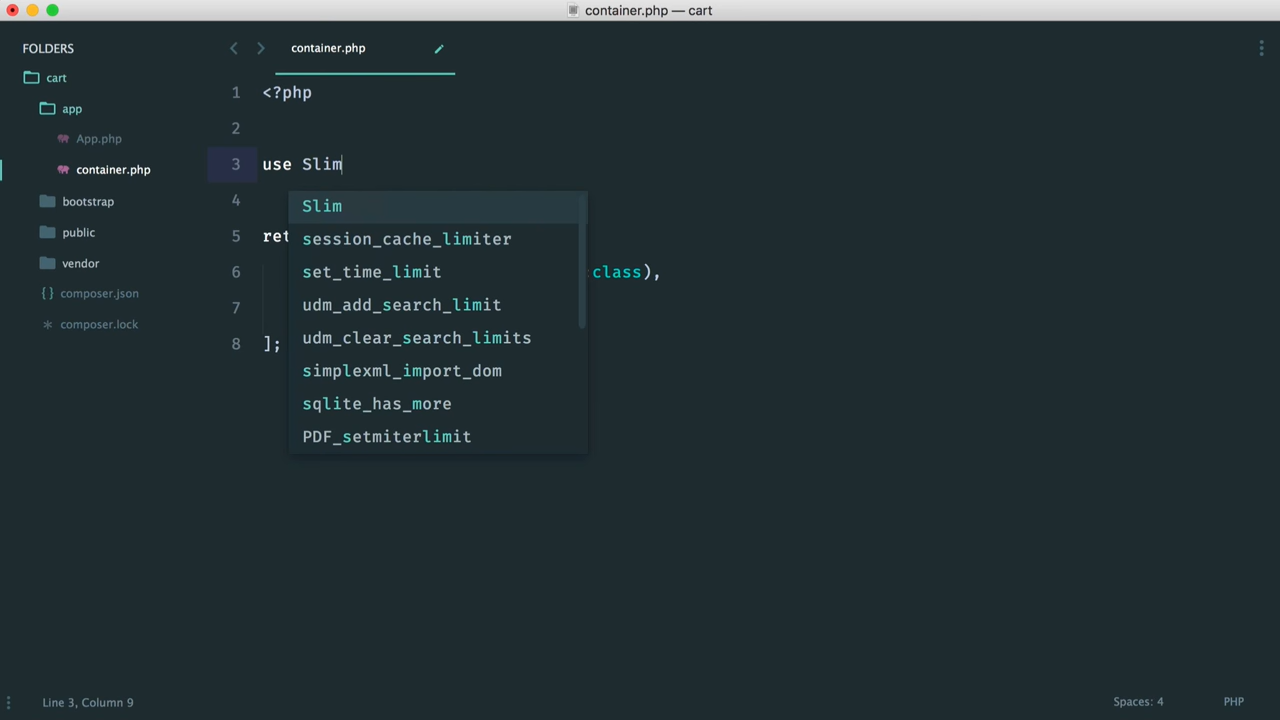 container.php — cart
FOLDERS
cart
app
App.php
container.php
bootstrap
public
vendor
{ } composer.json
* composer.lock
container.php
1 <?php
2
3 use Slim
4
5 ret
6 class),
7
8 ];
Slim
session_cache_limiter
set_time_limit
udm_add_search_limit
udm_clear_search_limits
simplexml_import_dom
sqlite_has_more
PDF_setmiterlimit
Line 3, Column 9
Spaces: 4
PHP